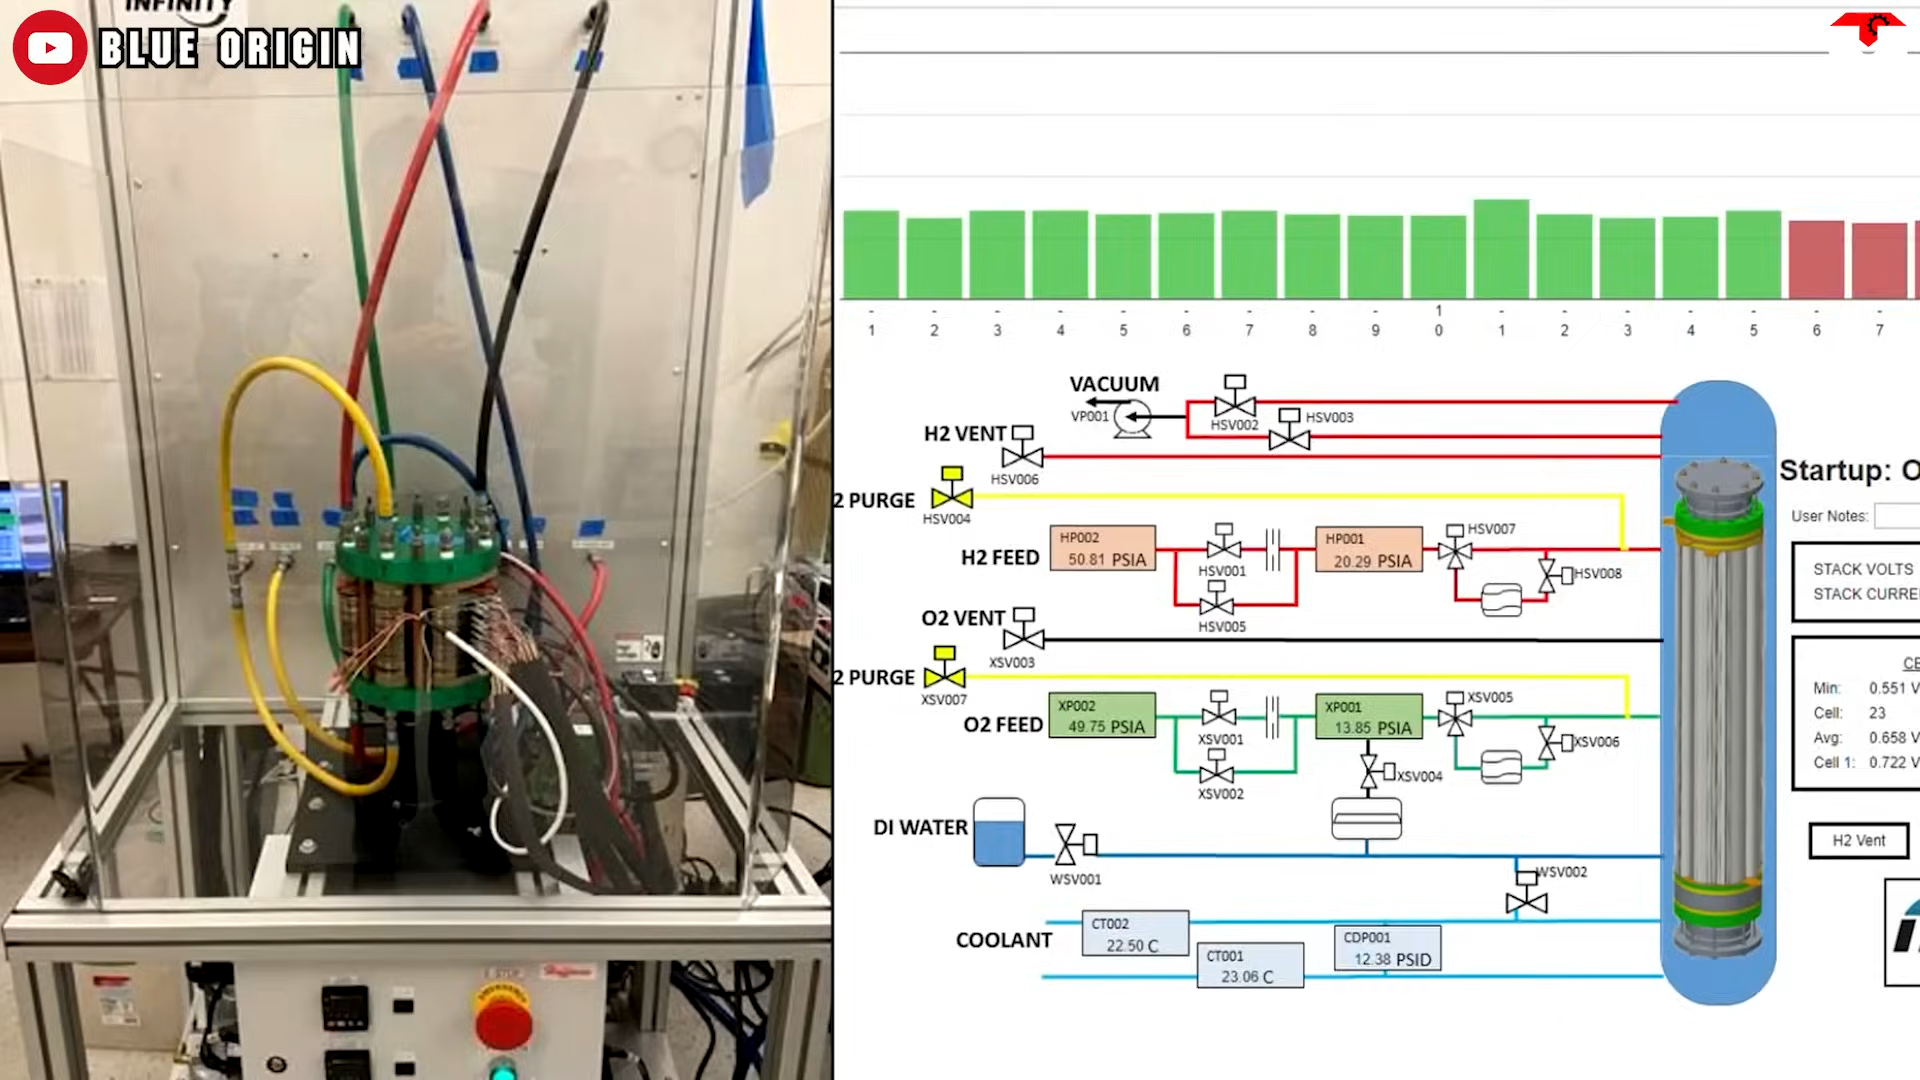 INFINITY
BLUE ORIGIN
- - - - - - - - - 1 - - - - - - -
1 2 3 4 5 6 7 8 9 0 1 2 3 4 5 6 7
VACUUM
VP001
HSV002
HSV003
H2 VENT
HSV006
2 PURGE
HSV004
H2 FEED
HP002
50.81 PSIA
HSV001
HSV005
HP001
20.29 PSIA
HSV007
HSV008
O2 VENT
XSV003
2 PURGE
XSV007
O2 FEED
XP002
49.75 PSIA
XSV001
XSV002
XP001
13.85 PSIA
XSV004
XSV005
XSV006
DI WATER
WSV001
WSV002
COOLANT
CT002
22.50 C
CT001
23.06 C
CDP001
12.38 PSID
Startup: O
User Notes:
STACK VOLTS
STACK CURRE
CE
Min: 0.551 V
Cell: 23
Avg: 0.658 V
Cell 1: 0.722 V
H2 Vent
EMERGENCY